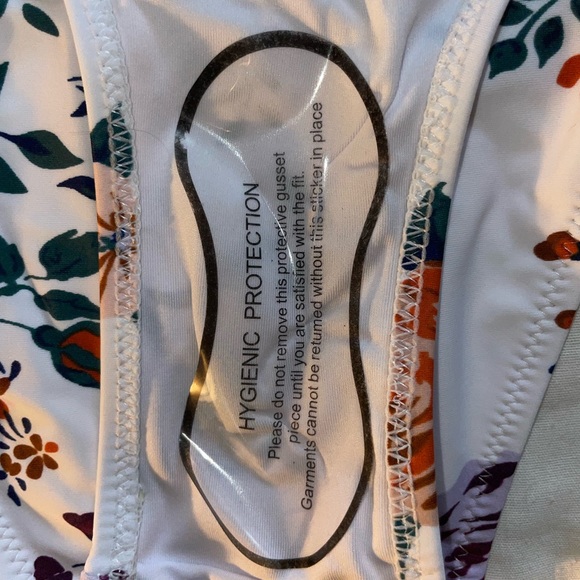 HYGIENIC PROTECTION
Please do not remove this protective gusset
piece until you are satisfied with the fit.
Garments cannot be returned without this sticker in place